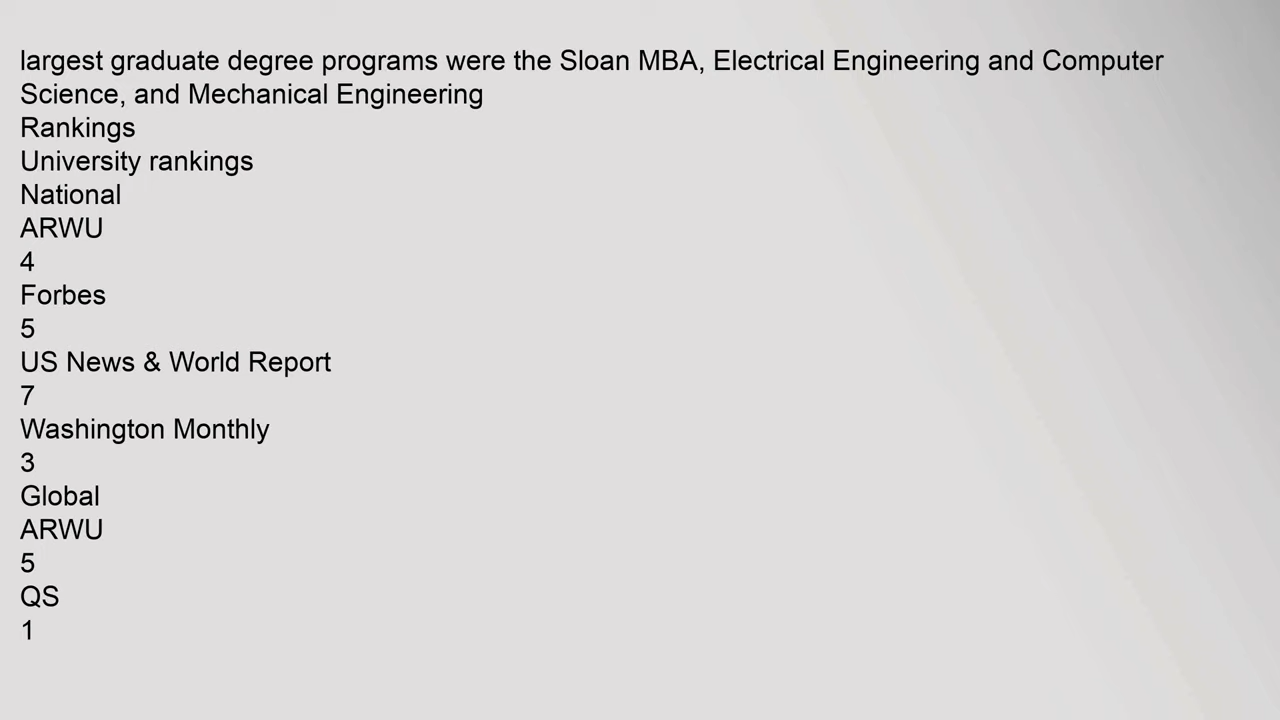 largest graduate degree programs were the Sloan MBA, Electrical Engineering and Computer
Science, and Mechanical Engineering
Rankings
University rankings
National
ARWU
4
Forbes
5
US News & World Report
7
Washington Monthly
3
Global
ARWU
5
QS
1